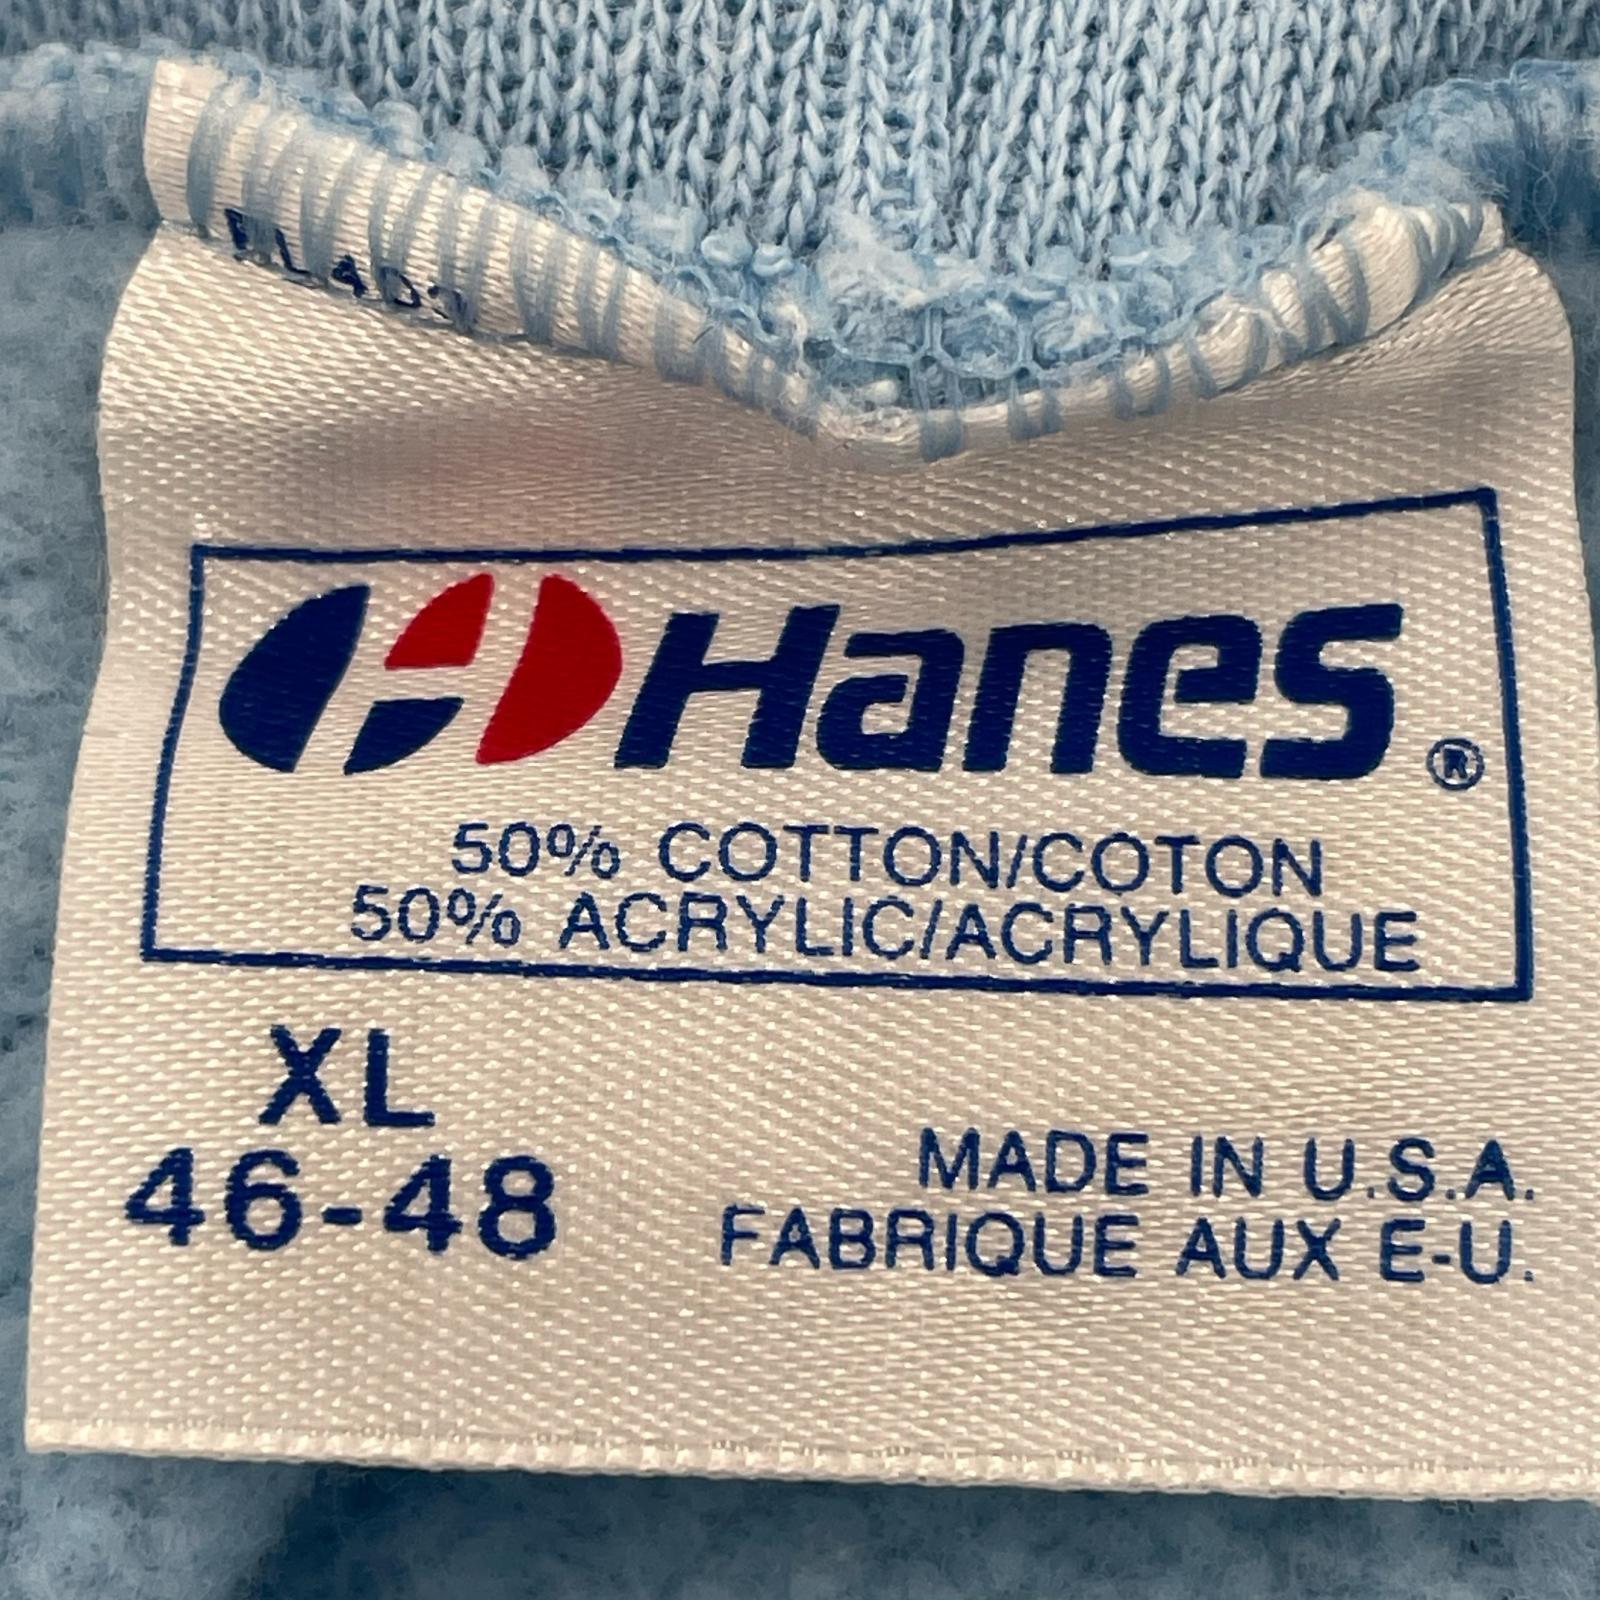 Hanes®
50% COTTON/COTON
50% ACRYLIC/ACRYLIQUE
XL
46-48
MADE IN U.S.A.
FABRIQUE AUX E-U.